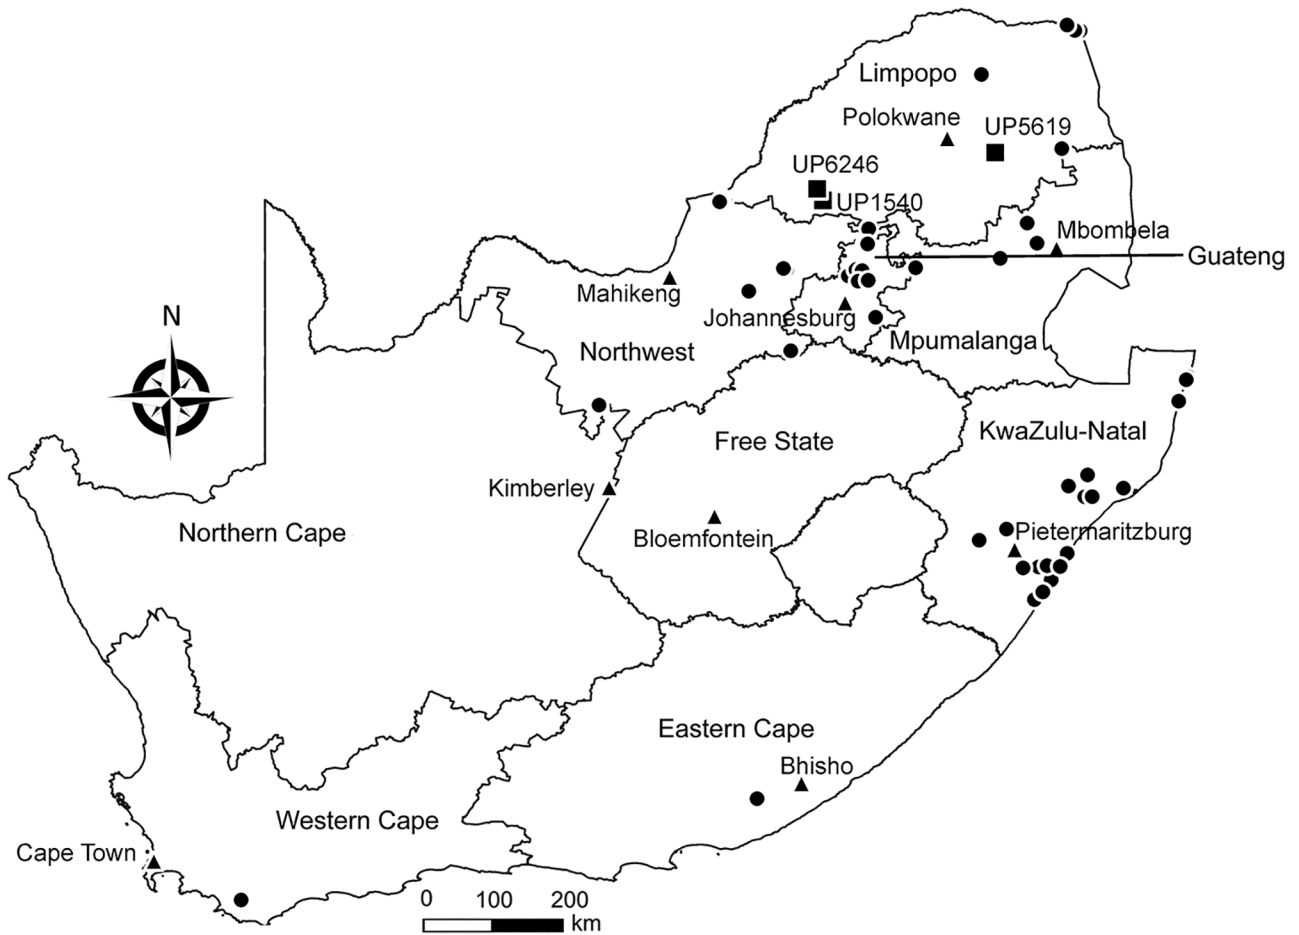 Limpopo
Polokwane
UP5619
UP6246
UP1540
Mbombela
Guateng
Mahikeng
N
Johannesburg
Mpumalanga
Northwest
KwaZulu-Natal
Free State
Kimberley
Northern Cape
Bloemfontein
Pietermaritzburg
Eastern Cape
Bhisho
Western Cape
Cape Town
0 100 200
km